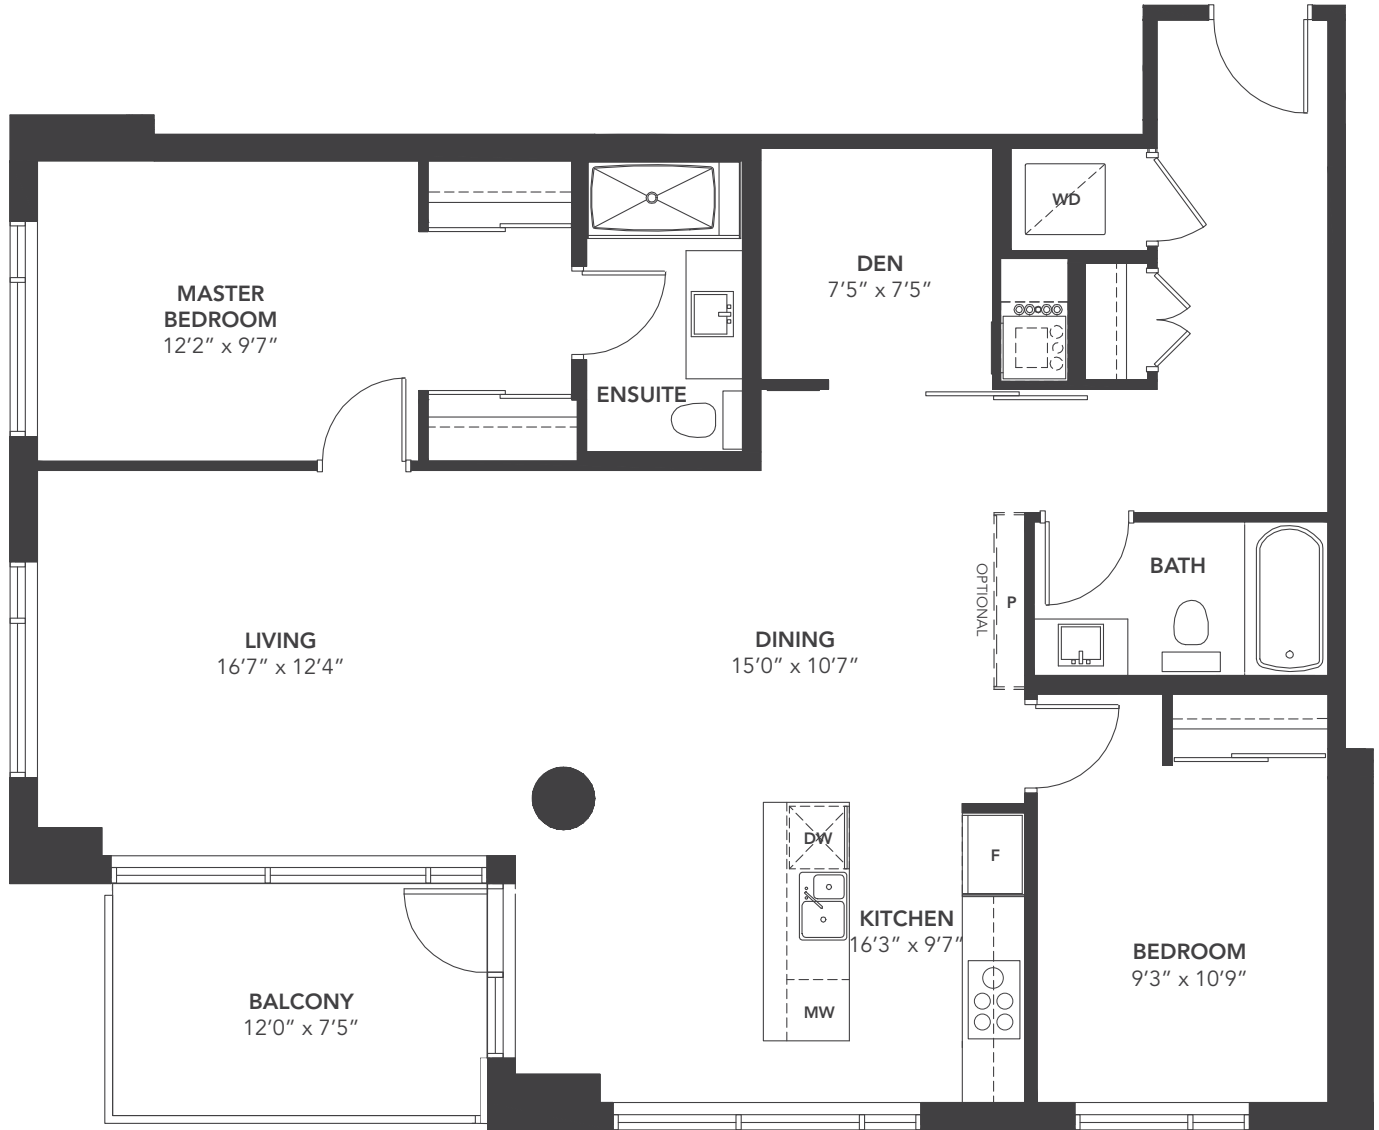 WD
DEN
7'5" x 7'5"
MASTER
BEDROOM
12'2" x 9'7"
ENSUITE
BATH
OPTIONAL
P
LIVING
16'7" x 12'4"
DINING
15'0" x 10'7"
DW
F
KITCHEN
16'3" x 9'7"
BEDROOM
9'3" x 10'9"
BALCONY
12'0" x 7'5"
MW